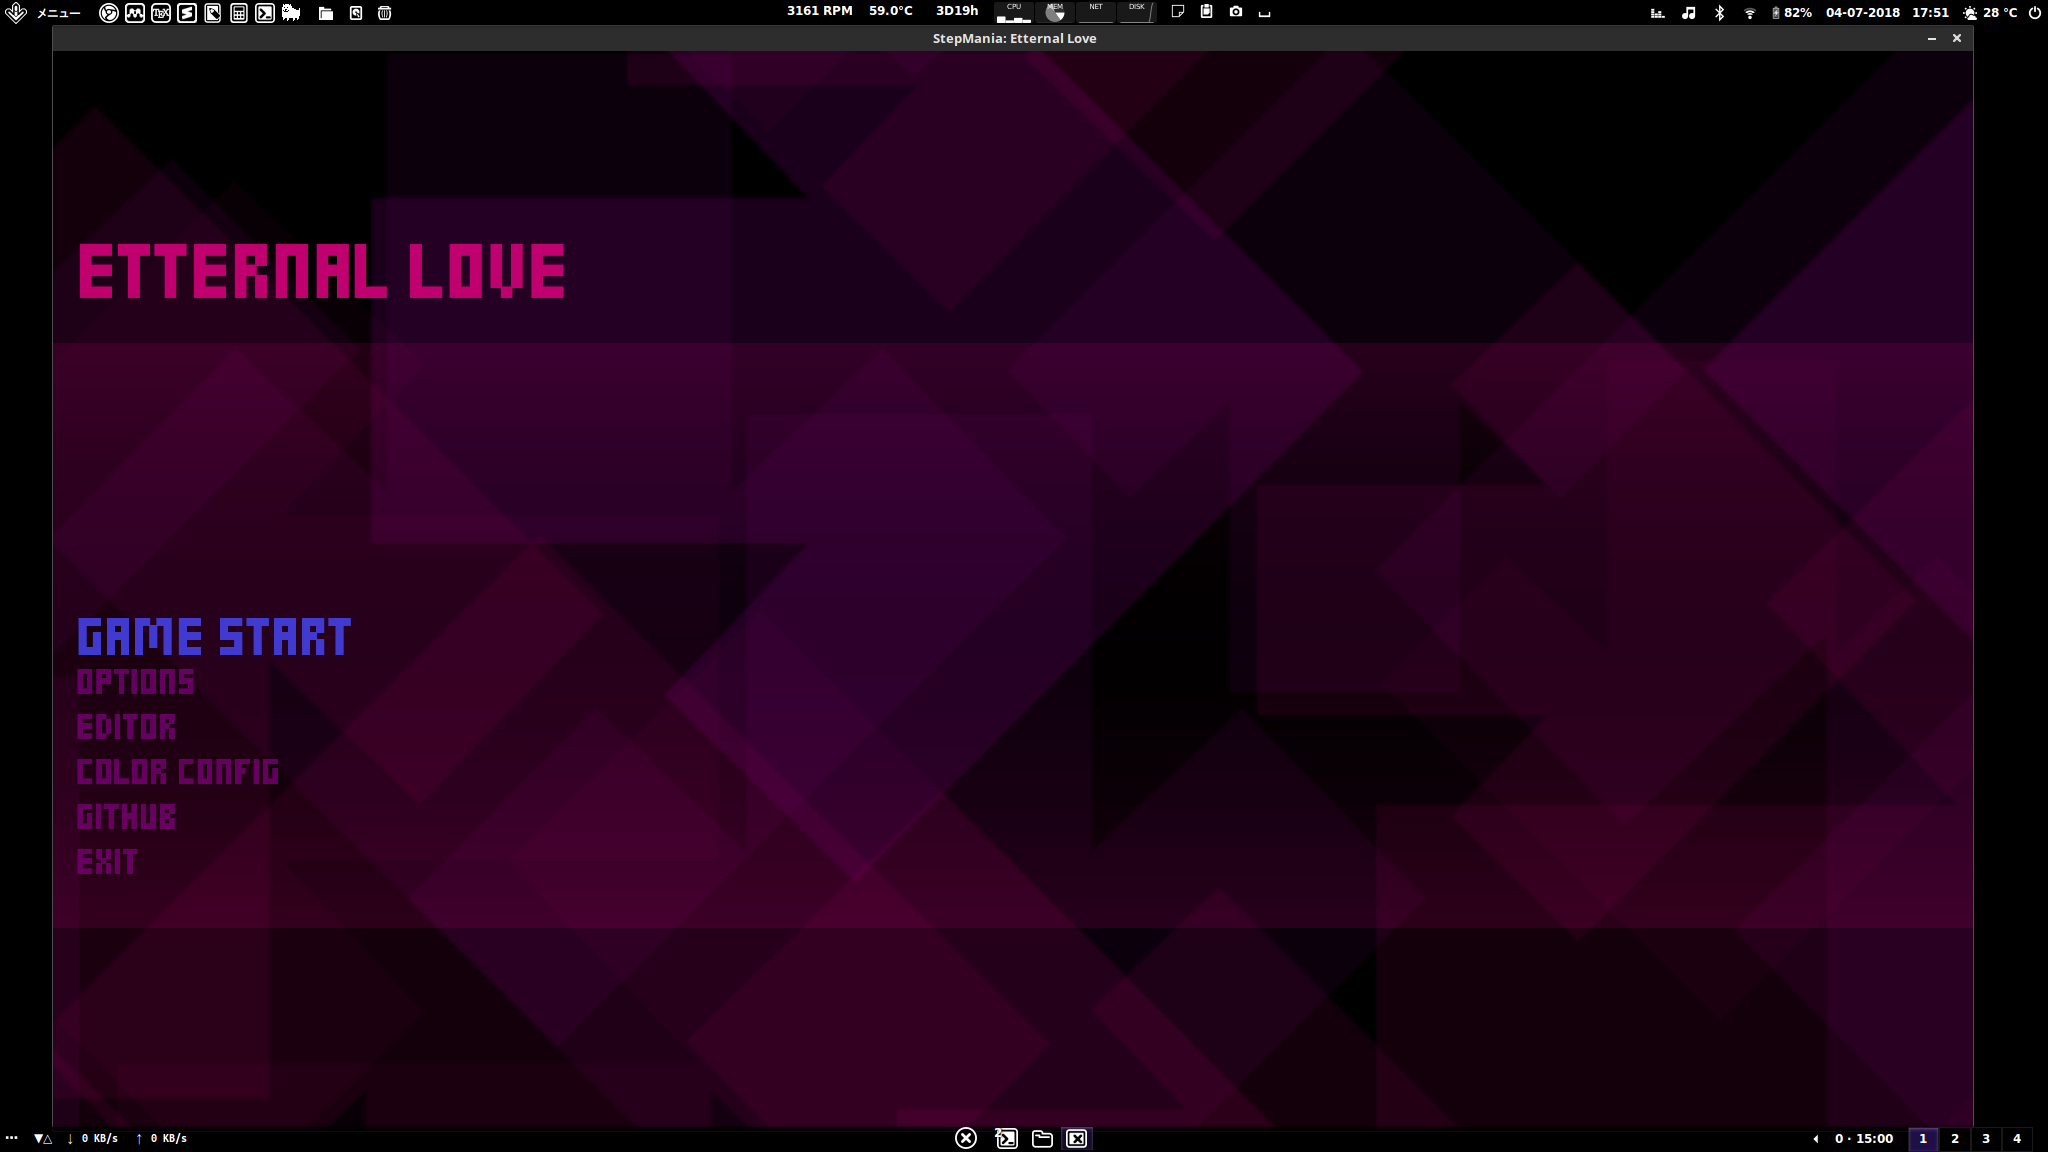 メニュー 3161 RPM 59.0°C 3D19h CPU MEM NET DISK 82% 04-07-2018 17:51 28 °C
StepMania: Etternal Love
ETTERNAL LOVE
GAME START
OPTIONS
EDITOR
COLOR CONFIG
GITHUB
EXIT
... ▼△ ↓ 0 KB/s ↑ 0 KB/s 2 0 · 15:00 1 2 3 4